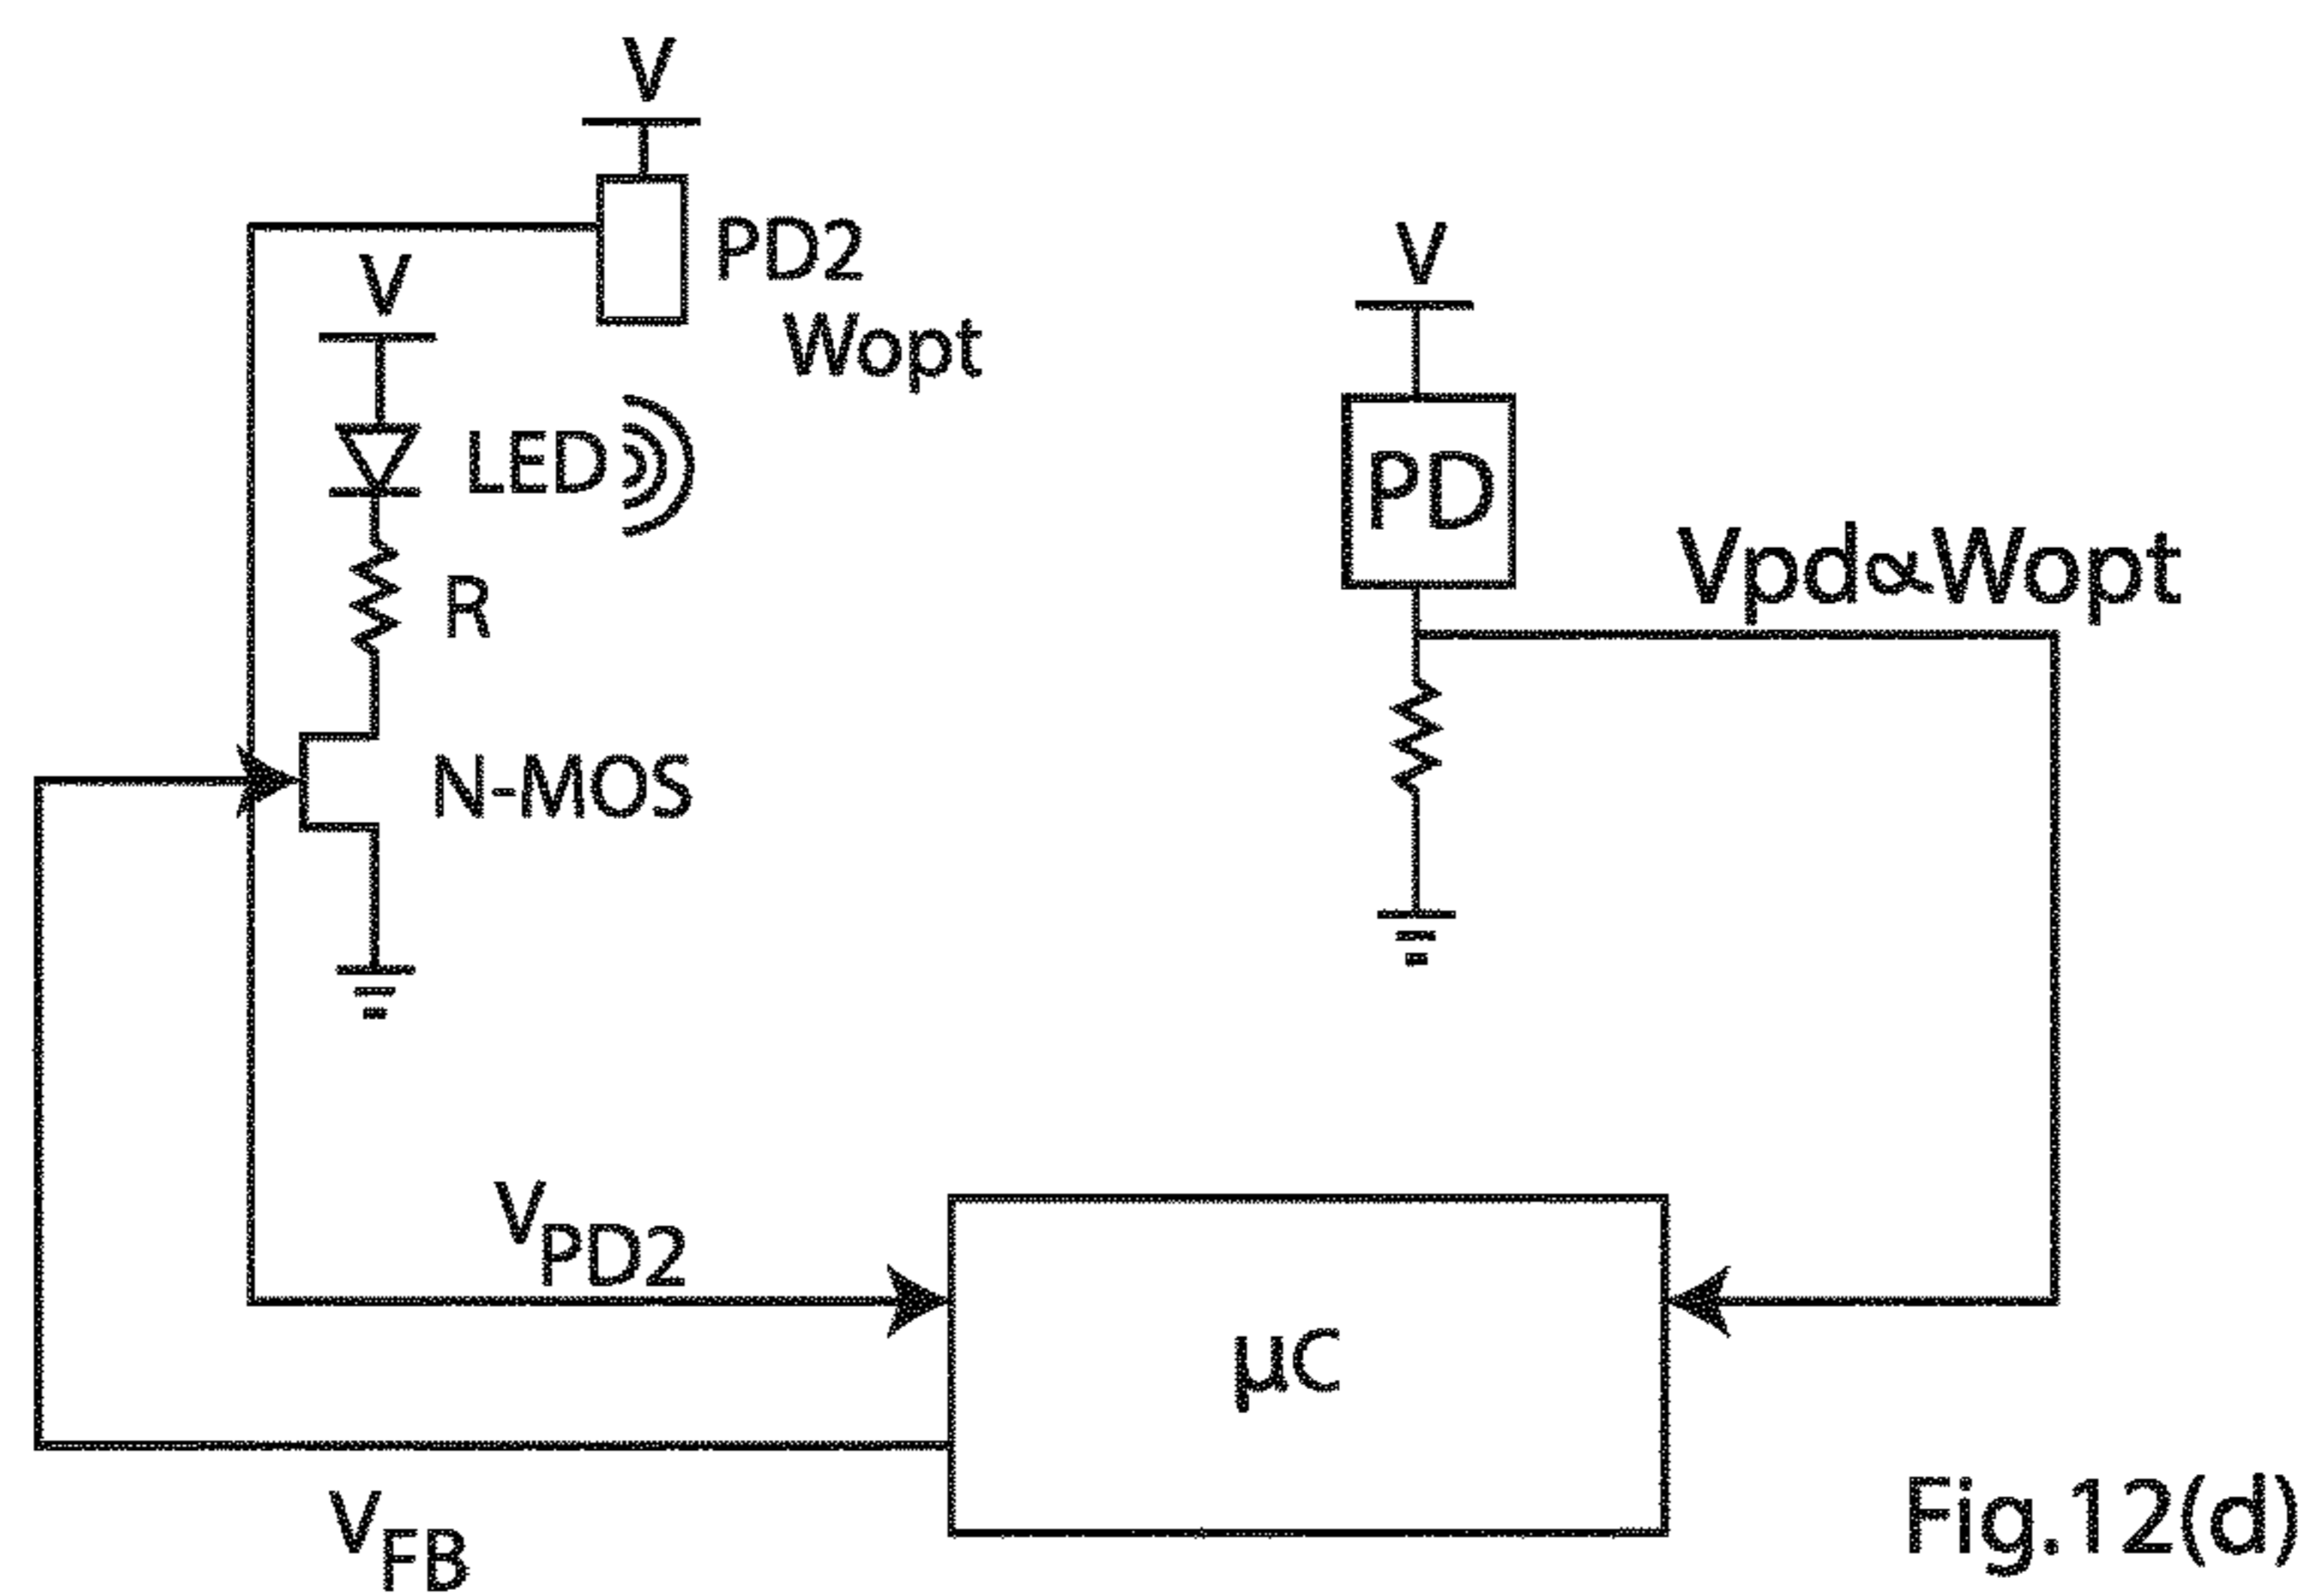 V
PD2
Wopt
V
LED
R
N-MOS
V
PD
Vpd∝Wopt
VPD2
µC
VFB
Fig.12(d)